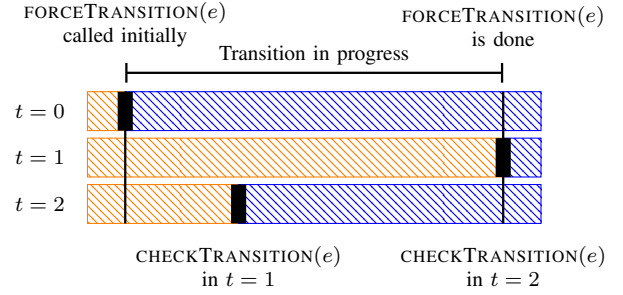 FORCETRANSITION(e)
called initially
FORCETRANSITION(e)
is done
Transition in progress
t = 0
t = 1
t = 2
CHECKTRANSITION(e)
in t = 1
CHECKTRANSITION(e)
in t = 2